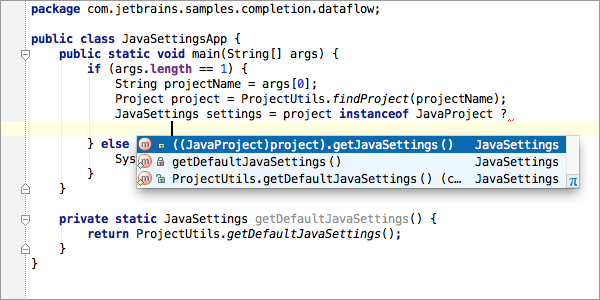 package com.jetbrains.samples.completion.dataflow;
public class JavaSettingsApp {
public static void main(String[] args) {
if (args.length == 1) {
String projectName = args[0];
Project project = ProjectUtils.findProject(projectName);
JavaSettings settings = project instanceof JavaProject ?
} else
m ((JavaProject)project).getJavaSettings() JavaSettings
Sys
m getDefaultJavaSettings() JavaSettings
}
m ProjectUtils.getDefaultJavaSettings() (c... JavaSettings
π
}
private static JavaSettings getDefaultJavaSettings() {
return ProjectUtils.getDefaultJavaSettings();
}
}